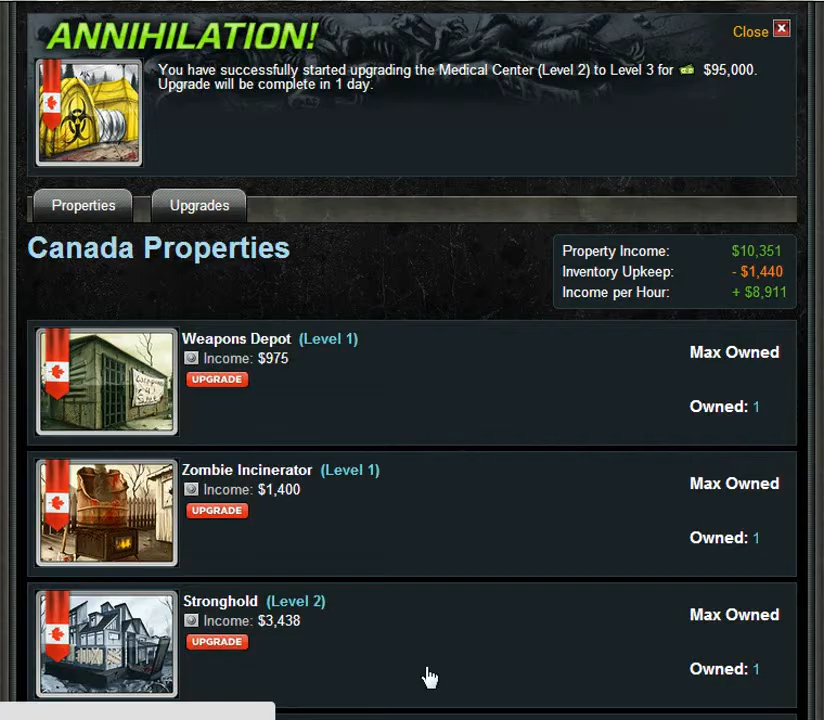 ANNIHILATION!
Close
You have successfully started upgrading the Medical Center (Level 2) to Level 3 for $95,000.
Upgrade will be complete in 1 day.
Properties Upgrades
Canada Properties
Property Income: $10,351
Inventory Upkeep: - $1,440
Income per Hour: + $8,911
Weapons Depot (Level 1)
Income: $975
UPGRADE
Max Owned
Owned: 1
Zombie Incinerator (Level 1)
Income: $1,400
UPGRADE
Max Owned
Owned: 1
Stronghold (Level 2)
Income: $3,438
UPGRADE
Max Owned
Owned: 1